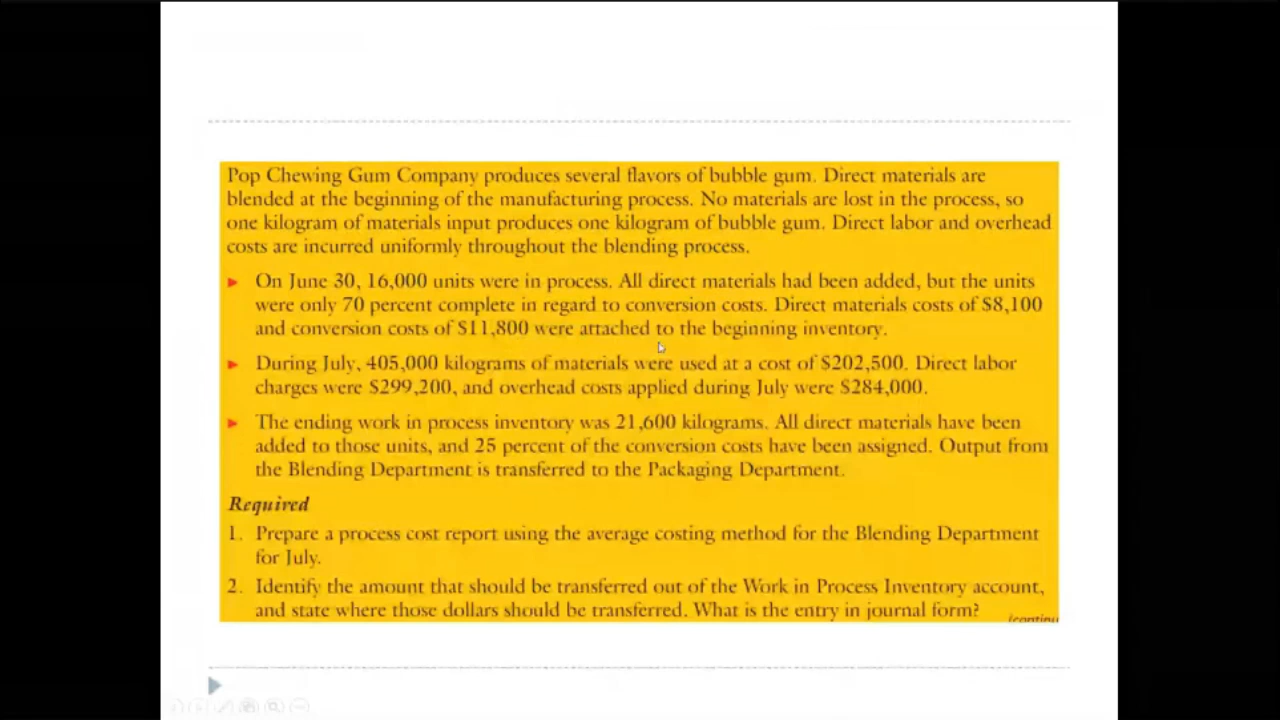 Pop Chewing Gum Company produces several flavors of bubble gum. Direct materials are
blended at the beginning of the manufacturing process. No materials are lost in the process, so
one kilogram of materials input produces one kilogram of bubble gum. Direct labor and overhead
costs are incurred uniformly throughout the blending process.
On June 30, 16,000 units were in process. All direct materials had been added, but the units
were only 70 percent complete in regard to conversion costs. Direct materials costs of $8,100
and conversion costs of $11,800 were attached to the beginning inventory.
During July, 405,000 kilograms of materials were used at a cost of $202,500. Direct labor
charges were $299,200, and overhead costs applied during July were $284,000.
The ending work in process inventory was 21,600 kilograms. All direct materials have been
added to those units, and 25 percent of the conversion costs have been assigned. Output from
the Blending Department is transferred to the Packaging Department.
Required
1. Prepare a process cost report using the average costing method for the Blending Department
for July.
2. Identify the amount that should be transferred out of the Work in Process Inventory account,
and state where those dollars should be transferred. What is the entry in journal form?